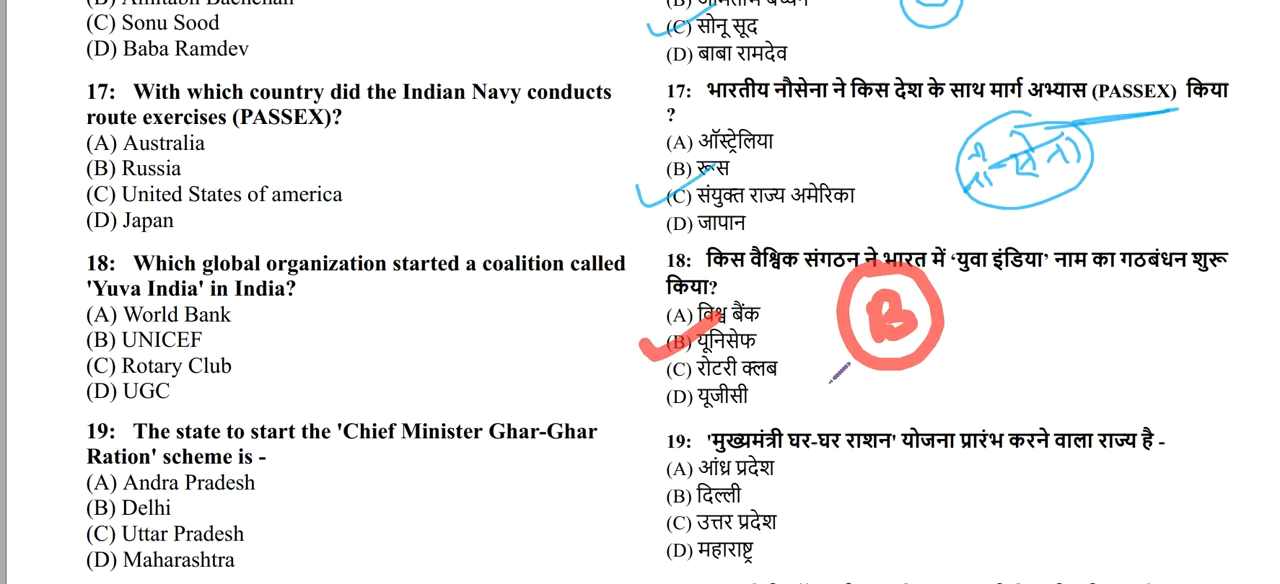 (C) Sonu Sood
(D) Baba Ramdev
17: With which country did the Indian Navy conducts
route exercises (PASSEX)?
(A) Australia
(B) Russia
(C) United States of america
(D) Japan
18: Which global organization started a coalition called
'Yuva India' in India?
(A) World Bank
(B) UNICEF
(C) Rotary Club
(D) UGC
19: The state to start the 'Chief Minister Ghar-Ghar
Ration' scheme is -
(A) Andra Pradesh
(B) Delhi
(C) Uttar Pradesh
(D) Maharashtra
(C) सोनू सूद
(D) बाबा रामदेव
17: भारतीय नौसेना ने किस देश के साथ मार्ग अभ्यास (PASSEX) किया
?
(A) ऑस्ट्रेलिया
(B) रूस
(C) संयुक्त राज्य अमेरिका
(D) जापान
18: किस वैश्विक संगठन ने भारत में ‘युवा इंडिया’ नाम का गठबंधन शुरू
किया?
(A) विश्व बैंक
(B) यूनिसेफ
B
(C) रोटरी क्लब
(D) यूजीसी
19: 'मुख्यमंत्री घर-घर राशन' योजना प्रारंभ करने वाला राज्य है -
(A) आंध्र प्रदेश
(B) दिल्ली
(C) उत्तर प्रदेश
(D) महाराष्ट्र